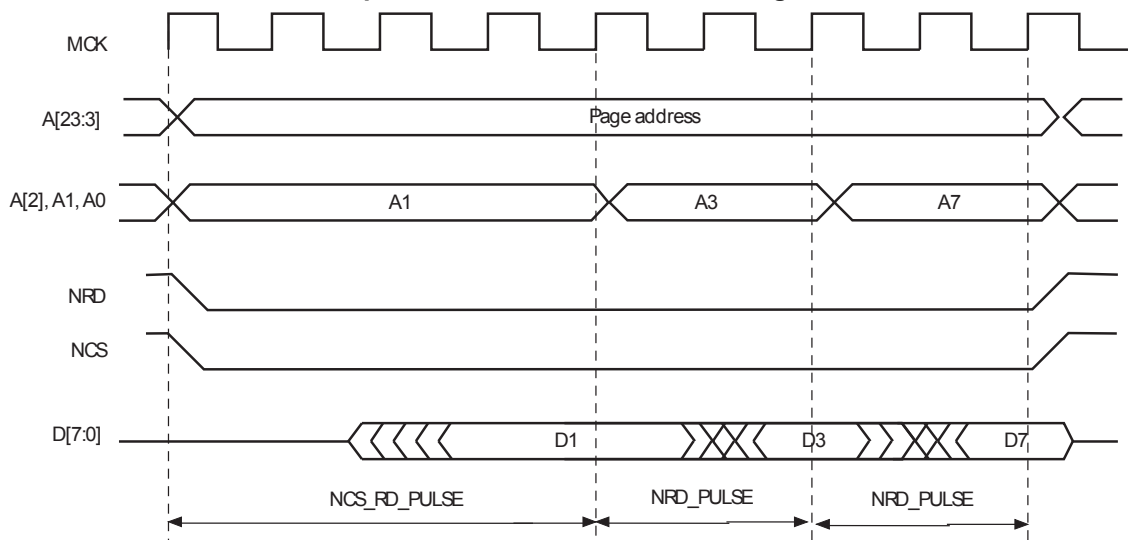 MCK
A[23:3]
Page address
A[2], A1, A0
A1
A3
A7
NRD
NCS
D[7:0]
D1
D3
D7
NCS_RD_PULSE
NRD_PULSE
NRD_PULSE